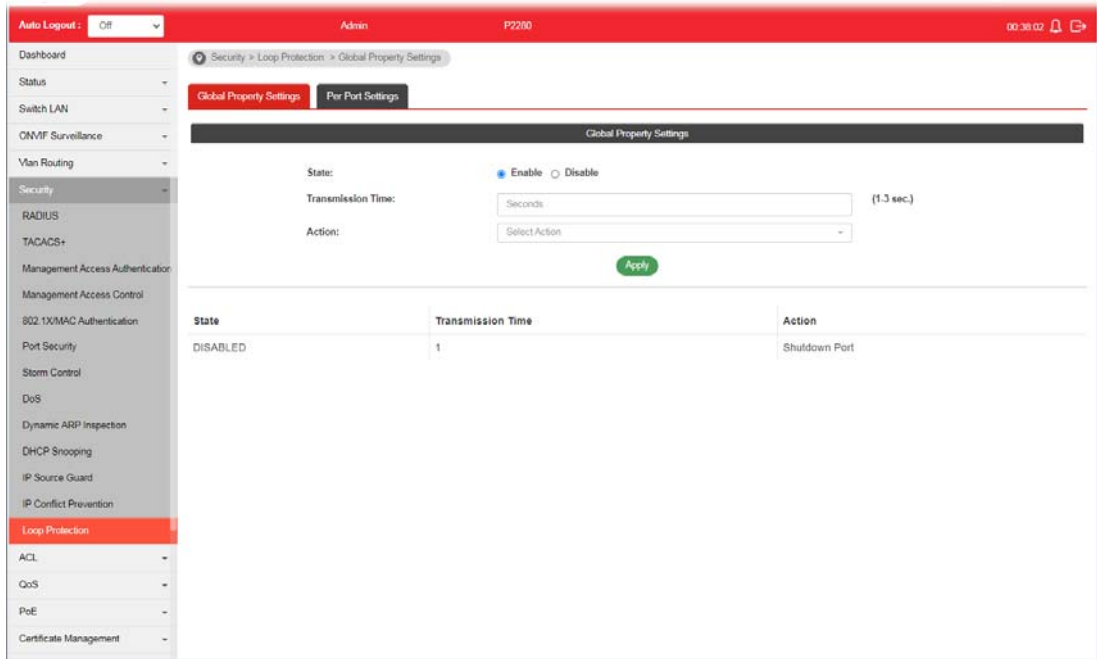 Auto Logout : Off Admin P2280 00:38:02
Dashboard
Status
Switch LAN
ONVIF Surveillance
Vlan Routing
Security
RADIUS
TACACS+
Management Access Authentication
Management Access Control
802.1X/MAC Authentication
Port Security
Storm Control
DoS
Dynamic ARP Inspection
DHCP Snooping
IP Source Guard
IP Conflict Prevention
Loop Protection
ACL
QoS
PoE
Certificate Management
Security > Loop Protection > Global Property Settings
Global Property Settings Per Port Settings
Global Property Settings
State: Enable Disable
Transmission Time: Seconds (1-3 sec.)
Action: Select Action
Apply
State Transmission Time Action
DISABLED 1 Shutdown Port